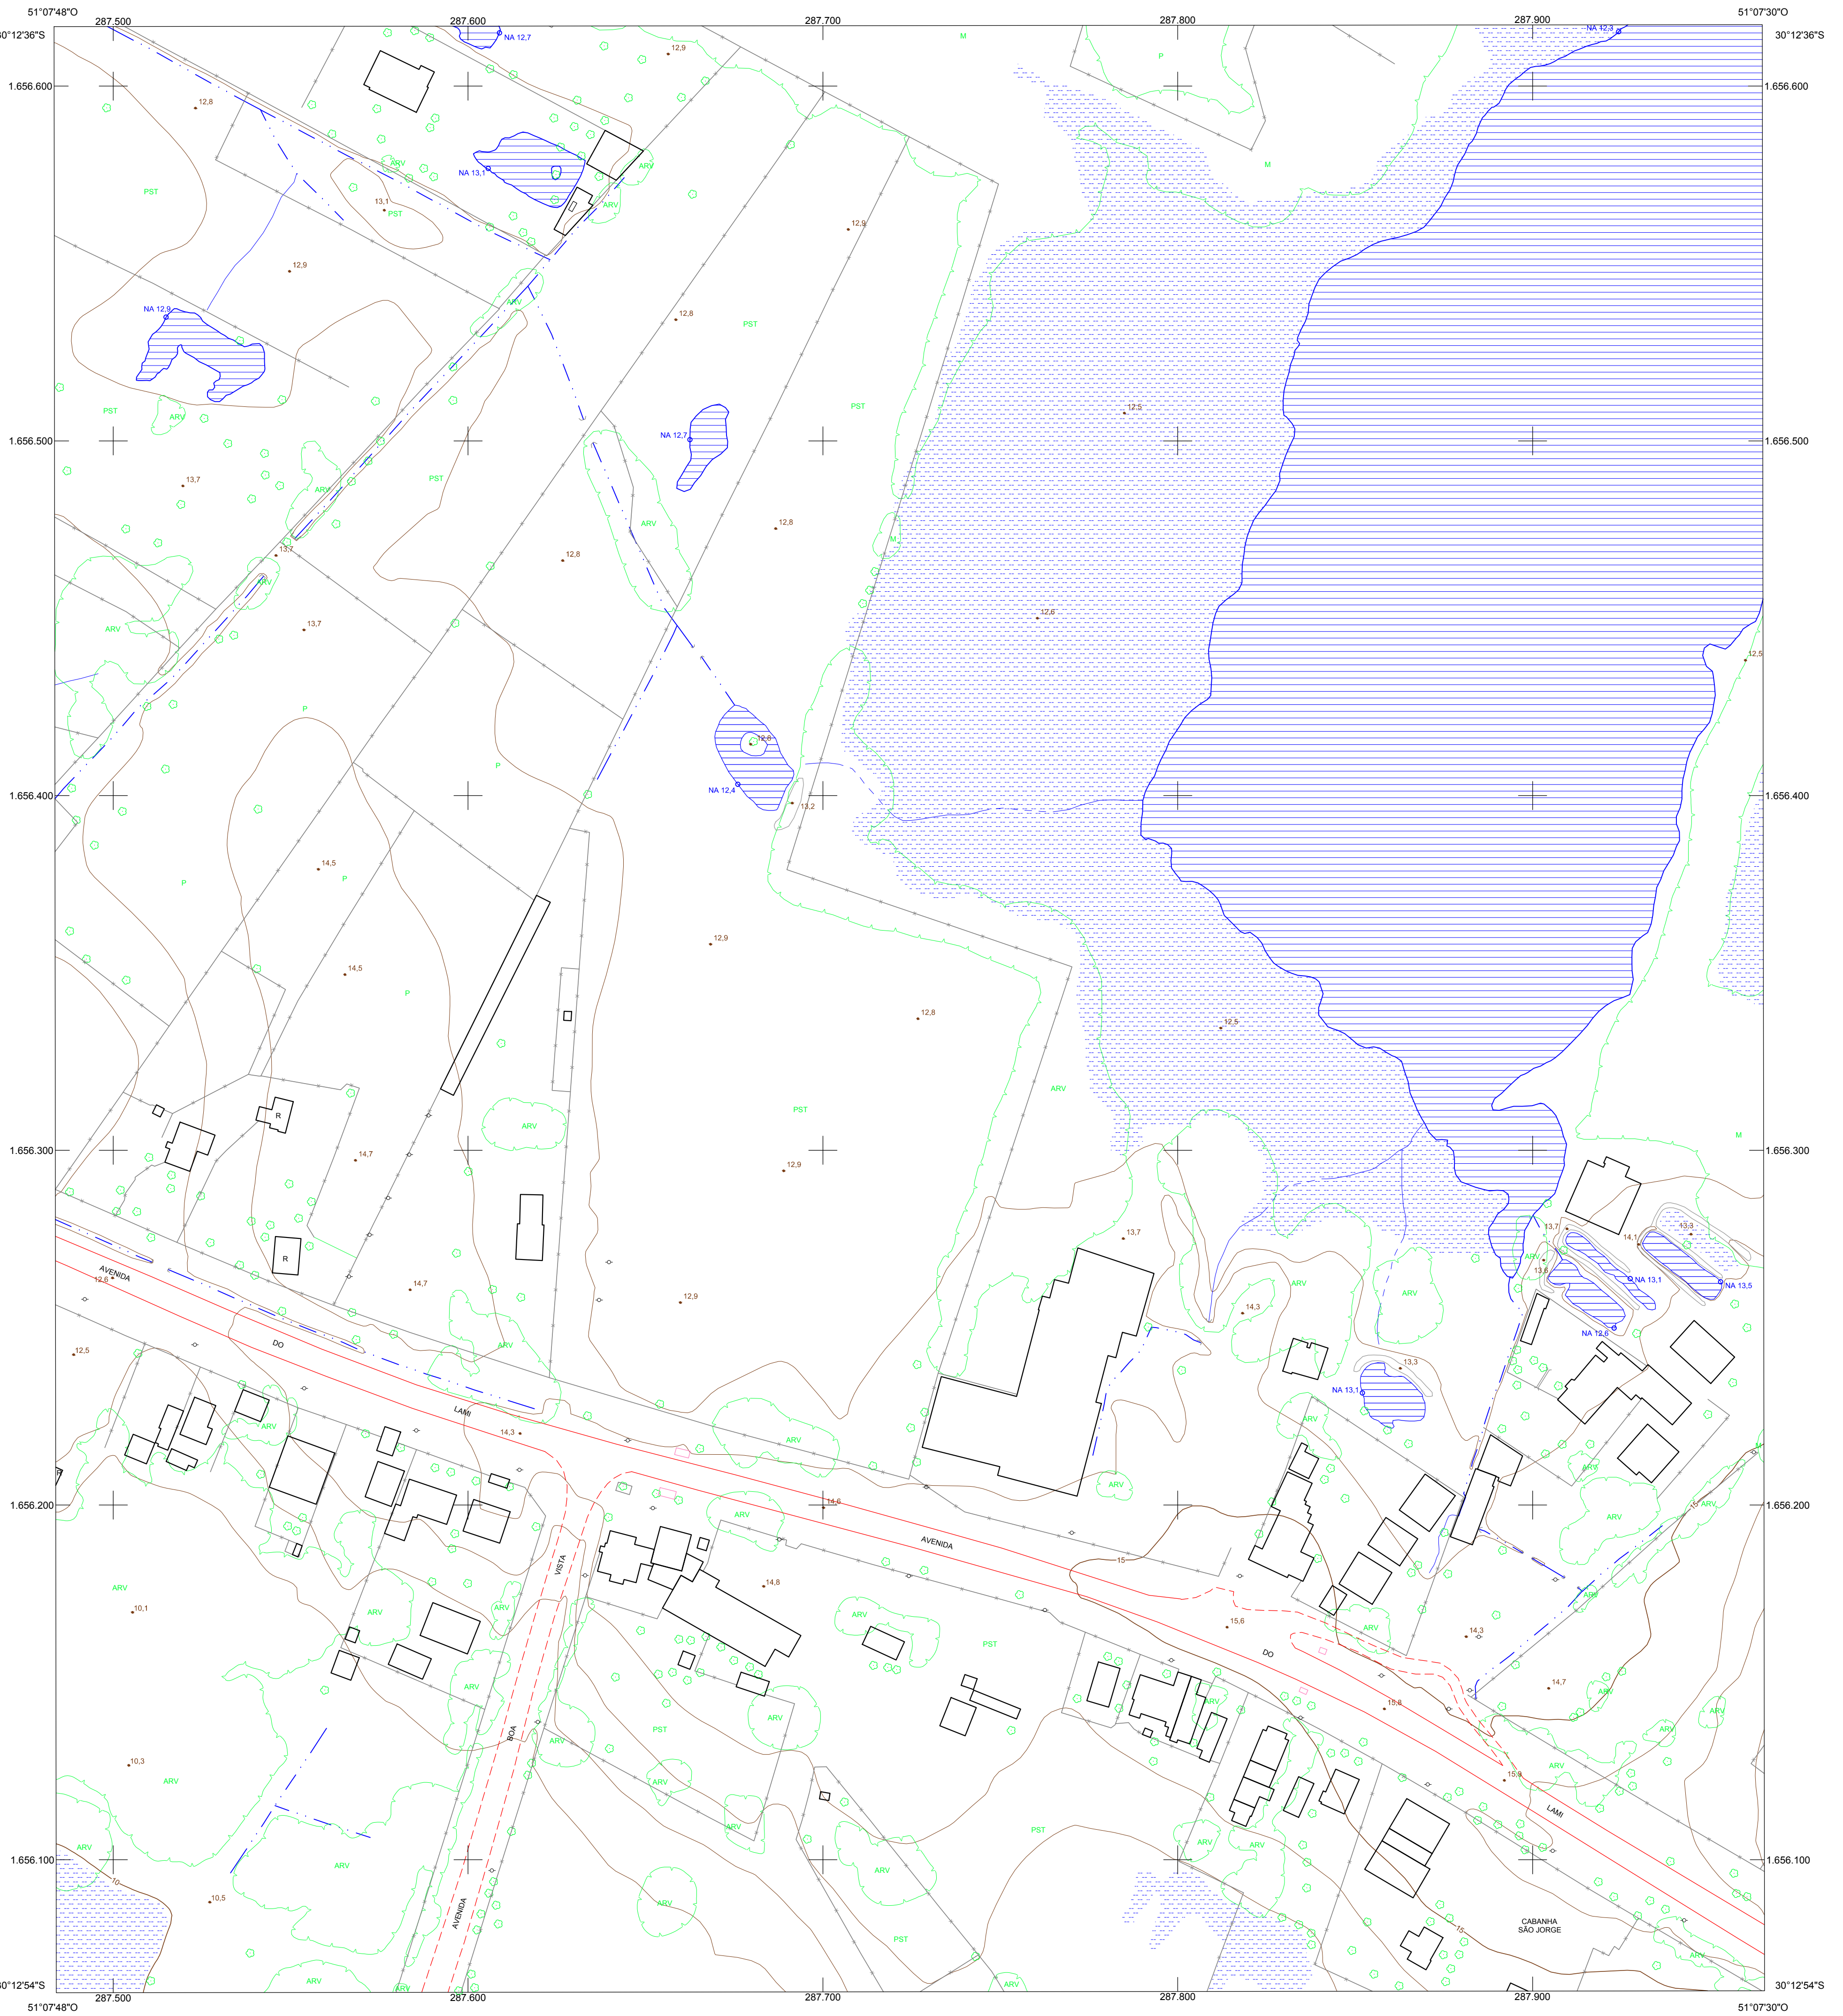 51°07'48"O
287.500
287.600
287.700
287.800
287.900
51°07'30"O
30°12'36"S
30°12'36"S
NA 12,7
12,9
M
P
NA 12,3
1.656.600
1.656.600
12,8
ARV
NA 13,1
ARV
M
PST
13,1
PST
ARV
12,9
12,9
NA 12,9
ARV
12,8
PST
PST
ARV
PST
12,5
1.656.500
1.656.500
NA 12,7
13,7
PST
ARV
ARV
12,8
M
13,7
12,8
ARV
ARV
13,7
12,6
12,5
P
P
12,8
NA 12,4
13,2
1.656.400
1.656.400
14,5
P
P
12,9
14,5
P
12,8
12,5
ARV
PST
R
ARV
M
1.656.300
1.656.300
14,7
12,9
13,7
13,7
14,1
13,3
R
ARV
13,6
AVENIDA
12,6
14,7
12,9
ARV
ARV
NA 13,1
NA 13,5
14,3
NA 12,6
DO
ARV
12,5
13,3
NA 13,1
LAMI
14,3
ARV
ARV
ARV
M
R
ARV
ARV
1.656.200
1.656.200
14,6
ARV
15
ARV
AVENIDA
15
VISTA
14,8
ARV
ARV
ARV
ARV
ARV
10,1
ARV
15,6
ARV
14,3
PST
DO
ARV
14,7
ARV
ARV
ARV
15,8
BOA
PST
ARV
ARV
10,3
ARV
ARV
15,9
ARV
LAMI
ARV
PST
ARV
ARV
ARV
ARV
1.656.100
1.656.100
10
ARV
10,5
ARV
AVENIDA
CABANHA
SÃO JORGE
15
PST
ARV
ARV
ARV
ARV
30°12'54"S
30°12'54"S
287.500
287.600
287.700
287.800
287.900
51°07'48"O
51°07'30"O